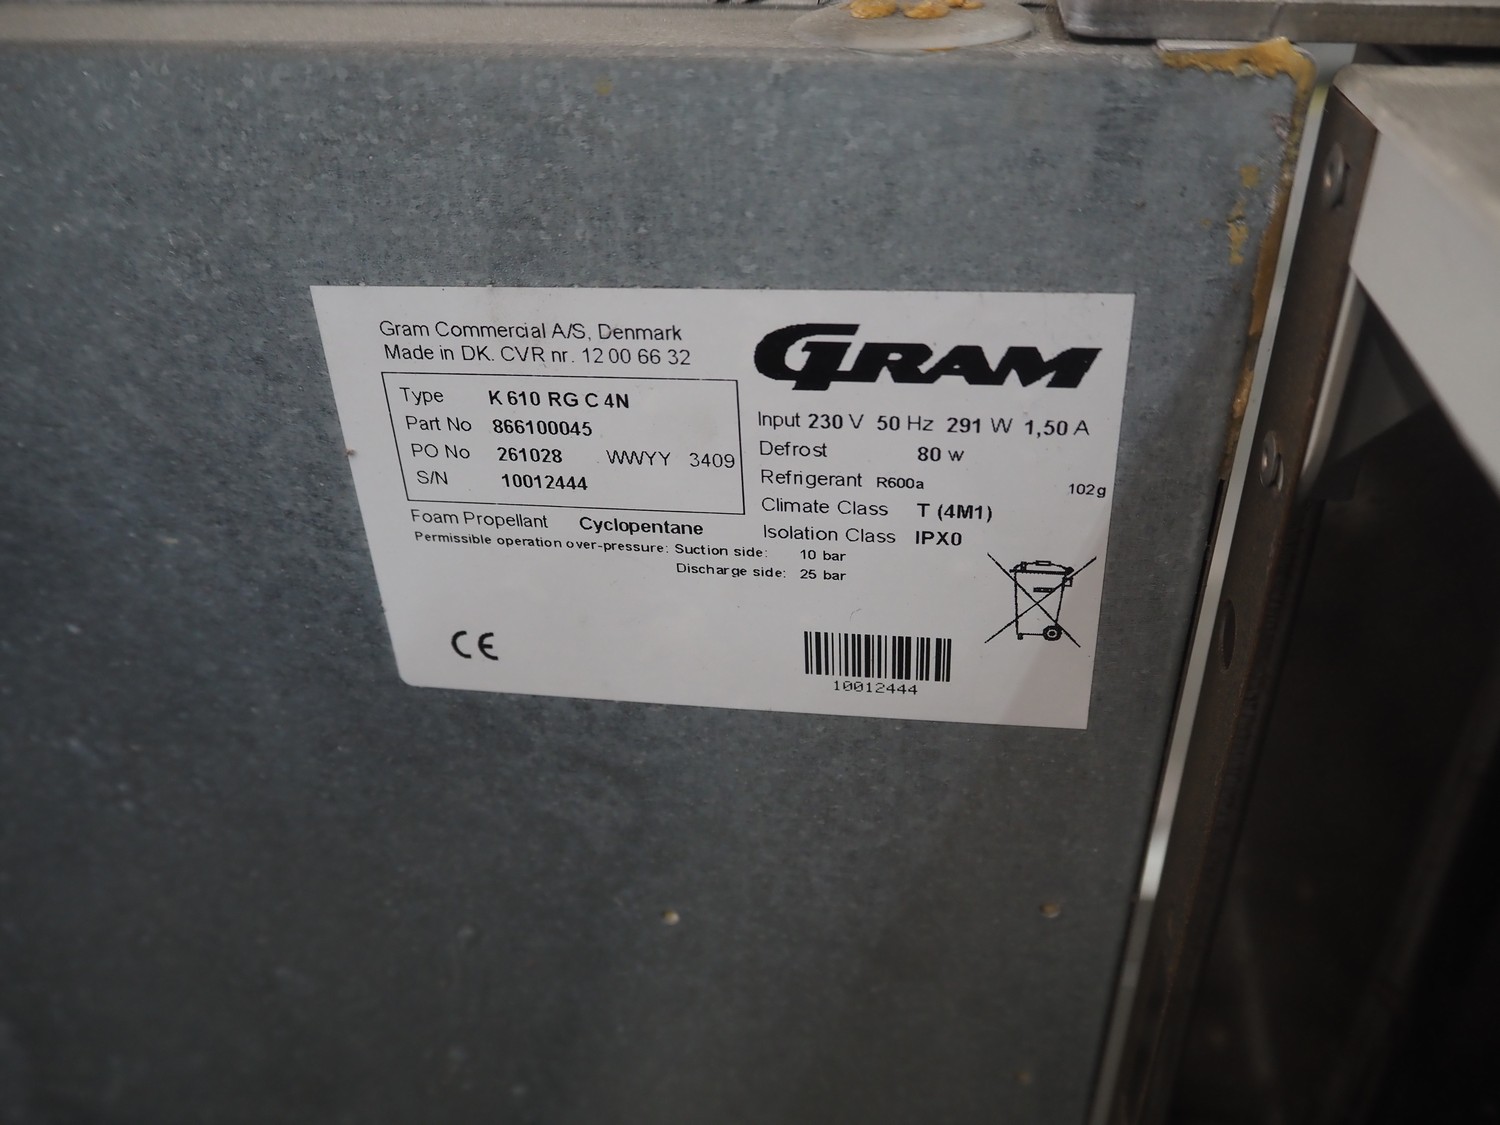 Gram Commercial A/S, Denmark
Made in DK. CVR nr. 12 00 66 32
Type K 610 RG C 4N
Part No 866100045
PO No 261028 WWYY 3409
S/N 10012444
Foam Propellant Cyclopentane
Permissible operation over-pressure: Suction side: 10 bar
Discharge side: 25 bar
CE
GRAM
Input 230 V 50 Hz 291 W 1,50 A
Defrost 80 W
Refrigerant R600a 102g
Climate Class T (4M1)
Isolation Class IPX0
10012444